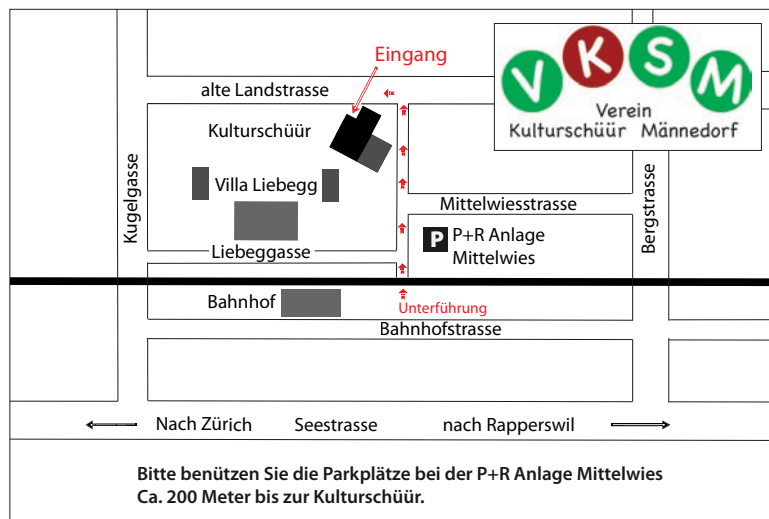 Eingang
alte Landstrasse
V K S M
Verein
Kulturschüür Männedorf
Kulturschüür
Villa Liebegg
Kugelgasse
Mittelwiesstrasse
Bergstrasse
P
P+R Anlage
Mittelwies
Liebeggasse
Bahnhof
Unterführung
Bahnhofstrasse
Nach Zürich
Seestrasse
nach Rapperswil
Bitte benützen Sie die Parkplätze bei der P+R Anlage Mittelwies
Ca. 200 Meter bis zur Kulturschüür.